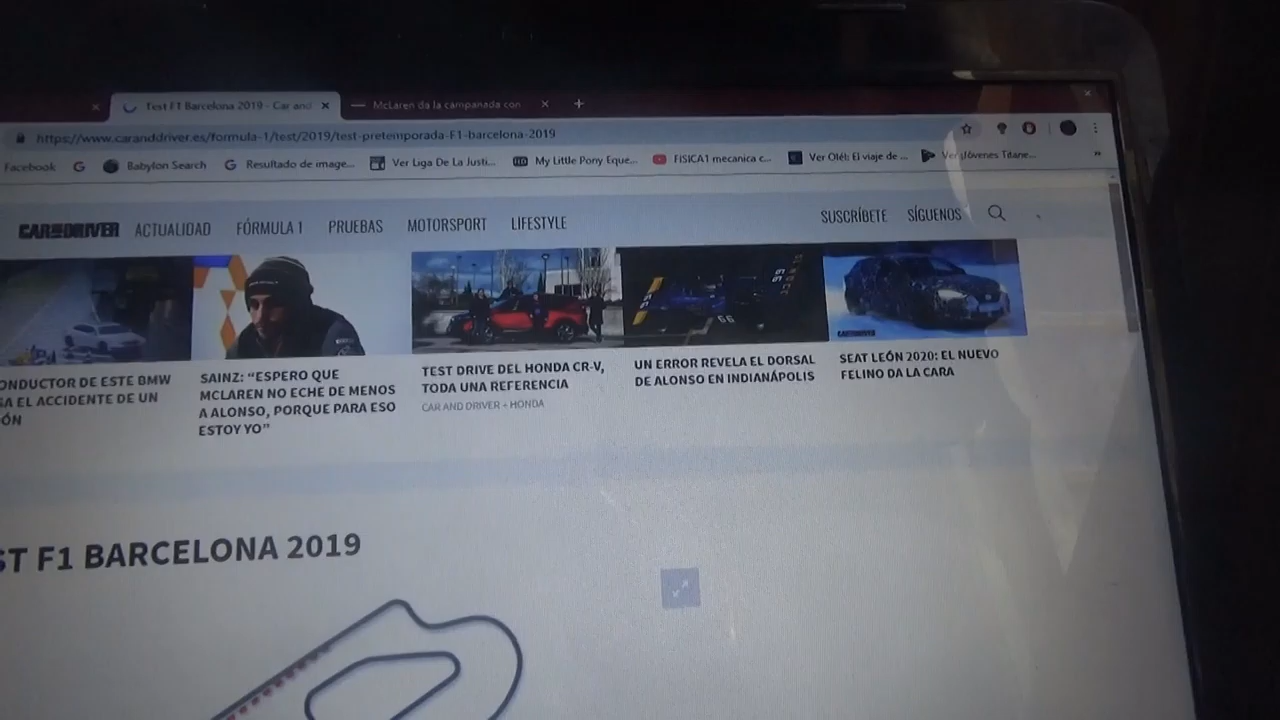 Test F1 Barcelona 2019 - Car and
McLaren da la campanada con
https://www.caranddriver.es/formula-1/test/2019/test-pretemporada-F1-barcelona-2019
Facebook
Babylon Search
Resultado de image...
Ver Liga De La Justi...
My Little Pony Eque...
FISICA1 mecanica c...
Ver Olé!: El viaje de ...
Ver Jóvenes Titane...
CAR AND DRIVER ACTUALIDAD FÓRMULA 1 PRUEBAS MOTORSPORT LIFESTYLE SUSCRÍBETE SÍGUENOS
66
ONDUCTOR DE ESTE BMW
GA EL ACCIDENTE DE UN
ÓN
SAINZ: “ESPERO QUE
MCLAREN NO ECHE DE MENOS
A ALONSO, PORQUE PARA ESO
ESTOY YO”
TEST DRIVE DEL HONDA CR-V,
TODA UNA REFERENCIA
CAR AND DRIVER + HONDA
UN ERROR REVELA EL DORSAL
DE ALONSO EN INDIANÁPOLIS
SEAT LEÓN 2020: EL NUEVO
FELINO DA LA CARA
ST F1 BARCELONA 2019